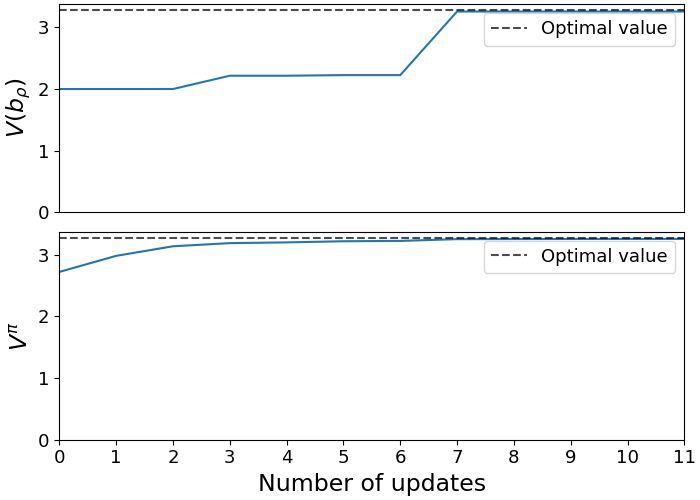 3
2
1
0
V(b_ρ)
Optimal value
3
2
1
0
V^π
Optimal value
0 1 2 3 4 5 6 7 8 9 10 11
Number of updates